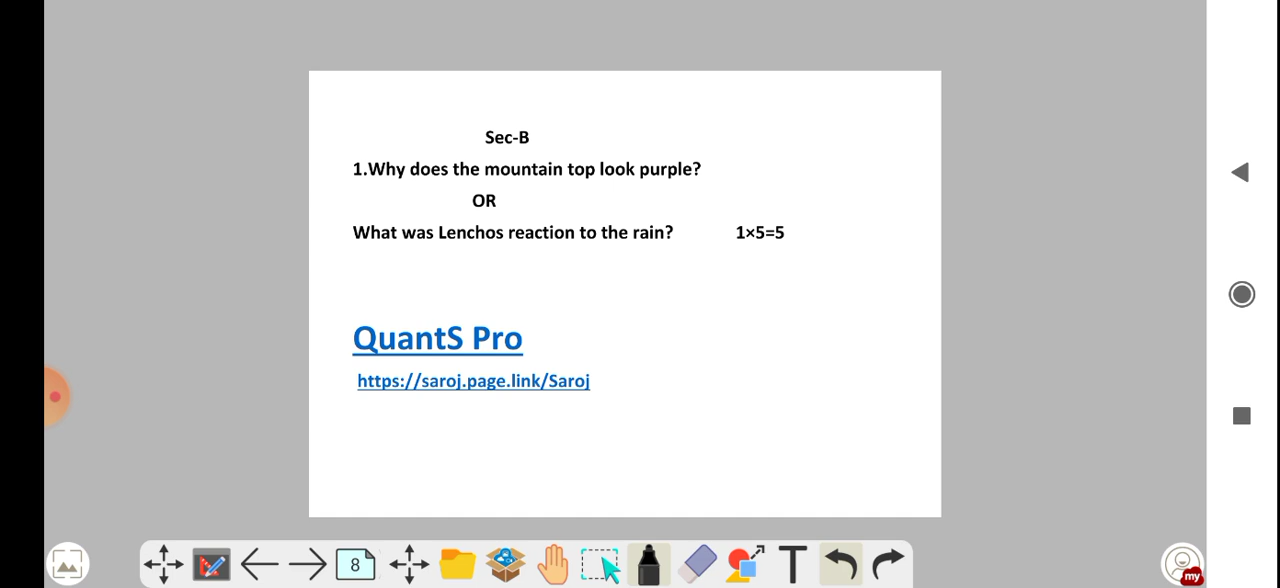 Sec-B
1.Why does the mountain top look purple?
OR
What was Lenchos reaction to the rain? 1×5=5
QuantS Pro
https://saroj.page.link/Saroj
8
T
my